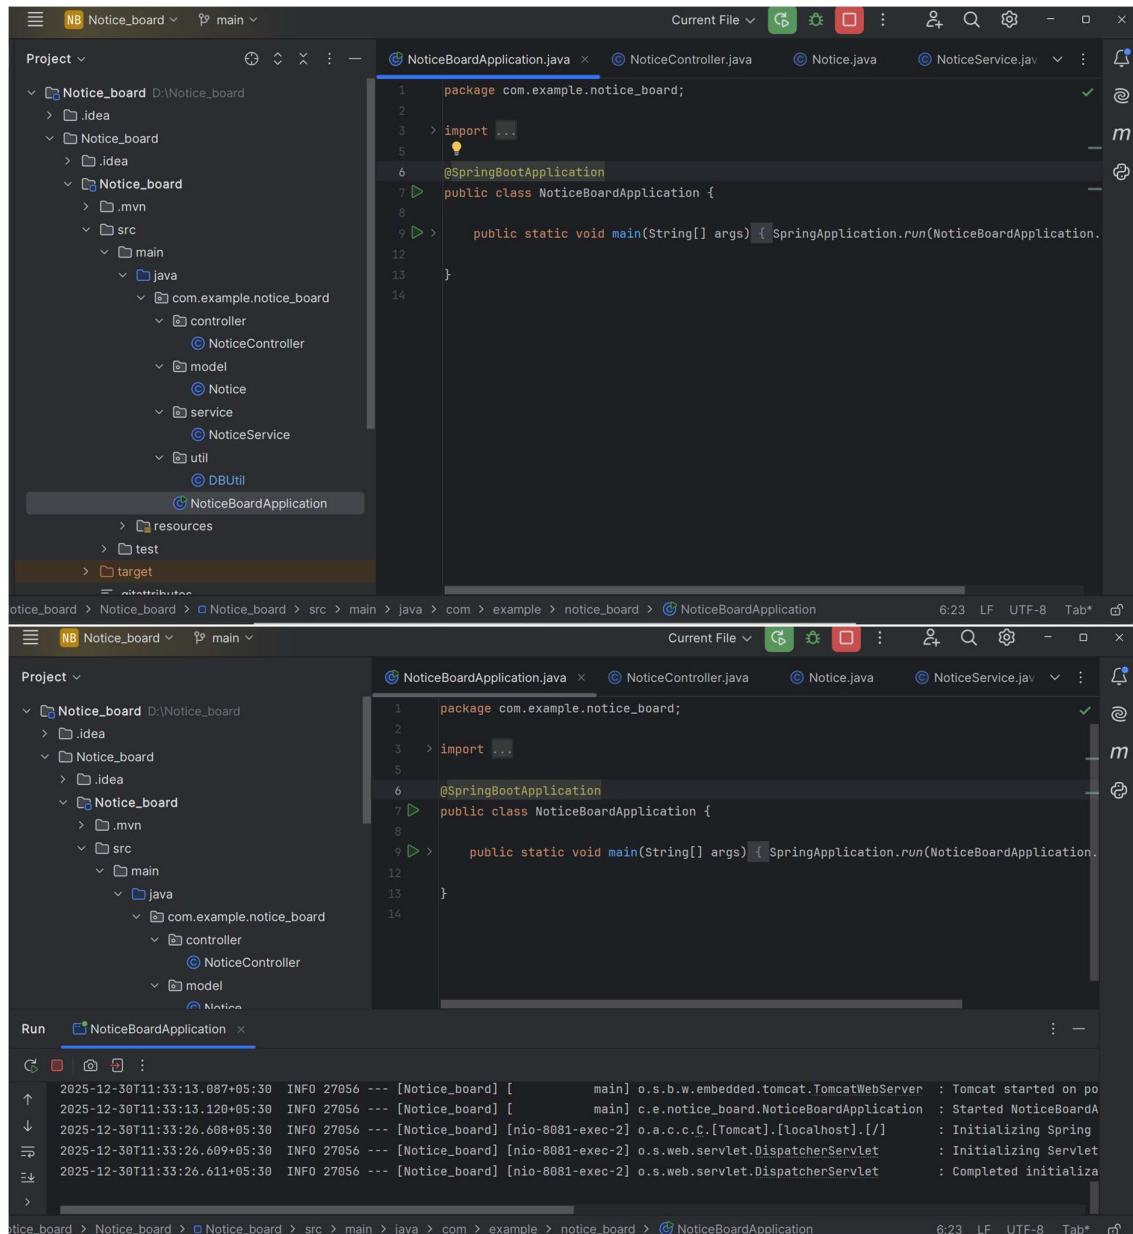 NB Notice_board main Current File
Project
NoticeBoardApplication.java NoticeController.java Notice.java NoticeService.jav
Notice_board D:\Notice_board
.idea
Notice_board
.idea
Notice_board
.mvn
src
main
java
com.example.notice_board
controller
NoticeController
model
Notice
service
NoticeService
util
DBUtil
NoticeBoardApplication
resources
test
target
.gitattributes
1 package com.example.notice_board;
2
3 import ...
5
6 @SpringBootApplication
7 public class NoticeBoardApplication {
8
9 public static void main(String[] args) { SpringApplication.run(NoticeBoardApplication.
12
13 }
14
otice_board > Notice_board > Notice_board > src > main > java > com > example > notice_board > NoticeBoardApplication 6:23 LF UTF-8 Tab*
NB Notice_board main Current File
Project
NoticeBoardApplication.java NoticeController.java Notice.java NoticeService.jav
Notice_board D:\Notice_board
.idea
Notice_board
.idea
Notice_board
.mvn
src
main
java
com.example.notice_board
controller
NoticeController
model
Notice
1 package com.example.notice_board;
2
3 import ...
5
6 @SpringBootApplication
7 public class NoticeBoardApplication {
8
9 public static void main(String[] args) { SpringApplication.run(NoticeBoardApplication.
12
13 }
14
Run NoticeBoardApplication
2025-12-30T11:33:13.087+05:30 INFO 27056 --- [Notice_board] [ main] o.s.b.w.embedded.tomcat.TomcatWebServer : Tomcat started on po
2025-12-30T11:33:13.120+05:30 INFO 27056 --- [Notice_board] [ main] c.e.notice_board.NoticeBoardApplication : Started NoticeBoardA
2025-12-30T11:33:26.608+05:30 INFO 27056 --- [Notice_board] [nio-8081-exec-2] o.a.c.c.C.[Tomcat].[localhost].[/] : Initializing Spring
2025-12-30T11:33:26.609+05:30 INFO 27056 --- [Notice_board] [nio-8081-exec-2] o.s.web.servlet.DispatcherServlet : Initializing Servlet
2025-12-30T11:33:26.611+05:30 INFO 27056 --- [Notice_board] [nio-8081-exec-2] o.s.web.servlet.DispatcherServlet : Completed initializa
otice_board > Notice_board > Notice_board > src > main > java > com > example > notice_board > NoticeBoardApplication 6:23 LF UTF-8 Tab*